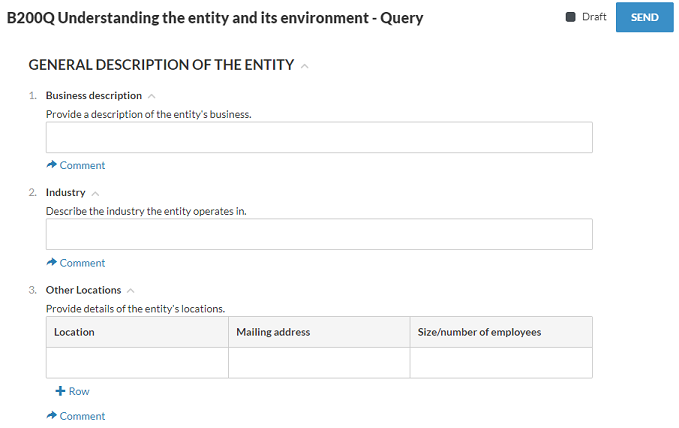 B200Q Understanding the entity and its environment - Query
Draft
SEND
GENERAL DESCRIPTION OF THE ENTITY
1. Business description
Provide a description of the entity's business.
Comment
2. Industry
Describe the industry the entity operates in.
Comment
3. Other Locations
Provide details of the entity's locations.
Location Mailing address Size/number of employees
Row
Comment